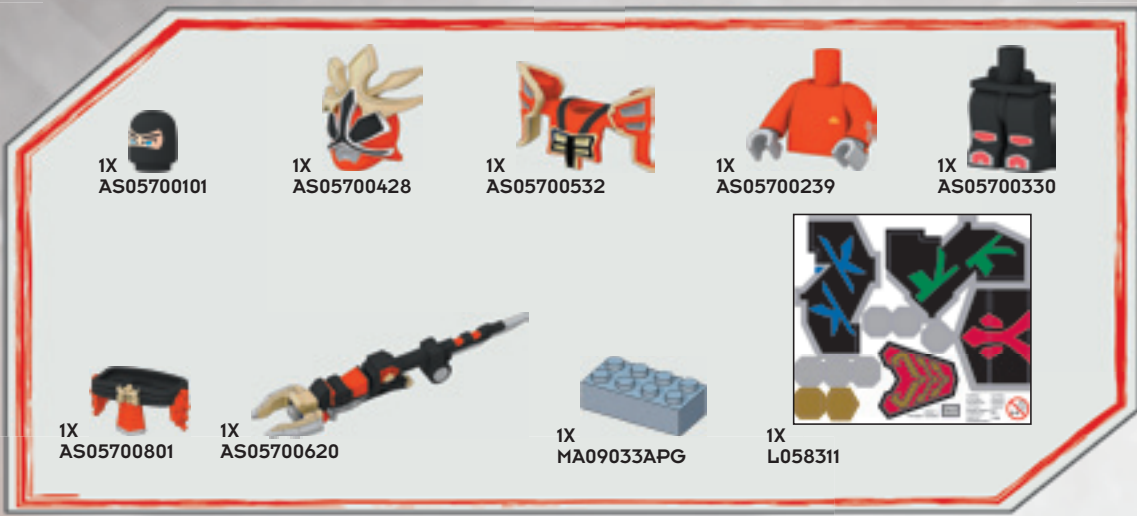 1X
AS05700101
1X
AS05700428
1X
AS05700532
1X
AS05700239
1X
AS05700330
1X
AS05700801
1X
AS05700620
1X
MA09033APG
1X
L058311